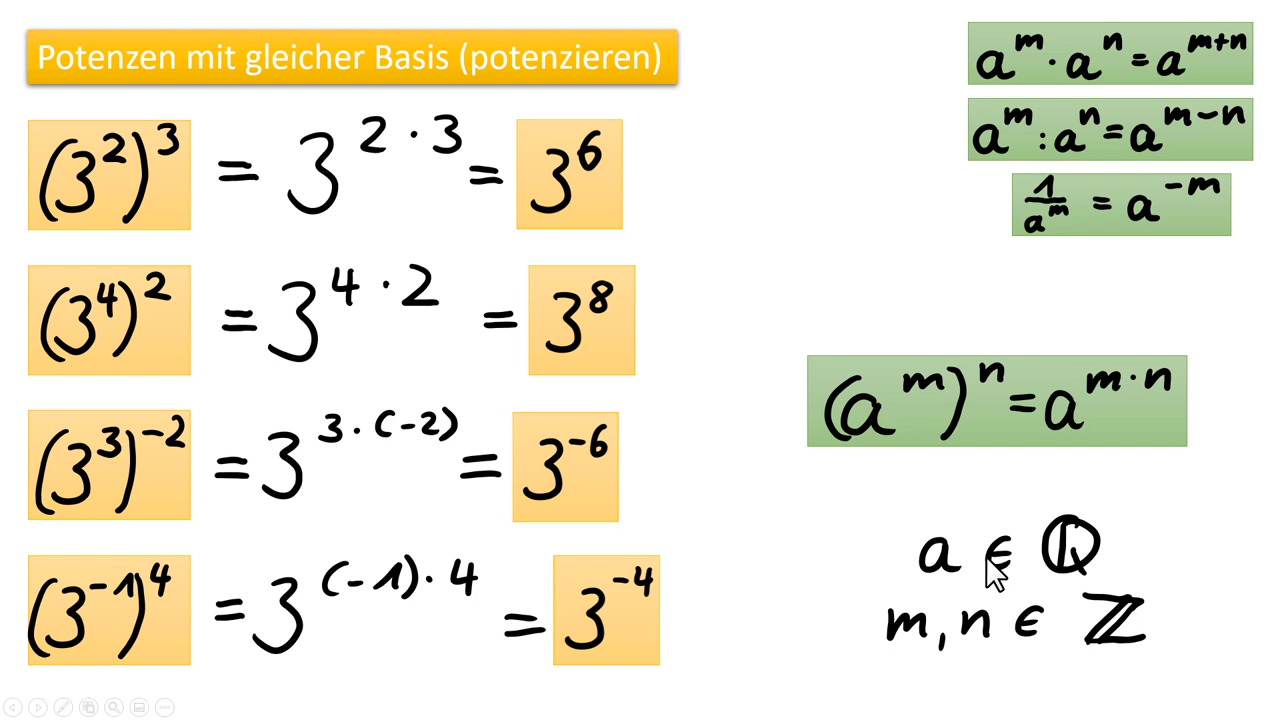 Potenzen mit gleicher Basis (potenzieren)
(3²)³ = 3^{2·3} = 3⁶
(3⁴)² = 3^{4·2} = 3⁸
(3³)⁻² = 3^{3·(-2)} = 3⁻⁶
(3⁻¹)⁴ = 3^{(-1)·4} = 3⁻⁴
a^m · a^n = a^{m+n}
a^m : a^n = a^{m-n}
1/a^m = a^{-m}
(a^m)^n = a^{m·n}
a ϵ ℚ
m, n ϵ ℤ